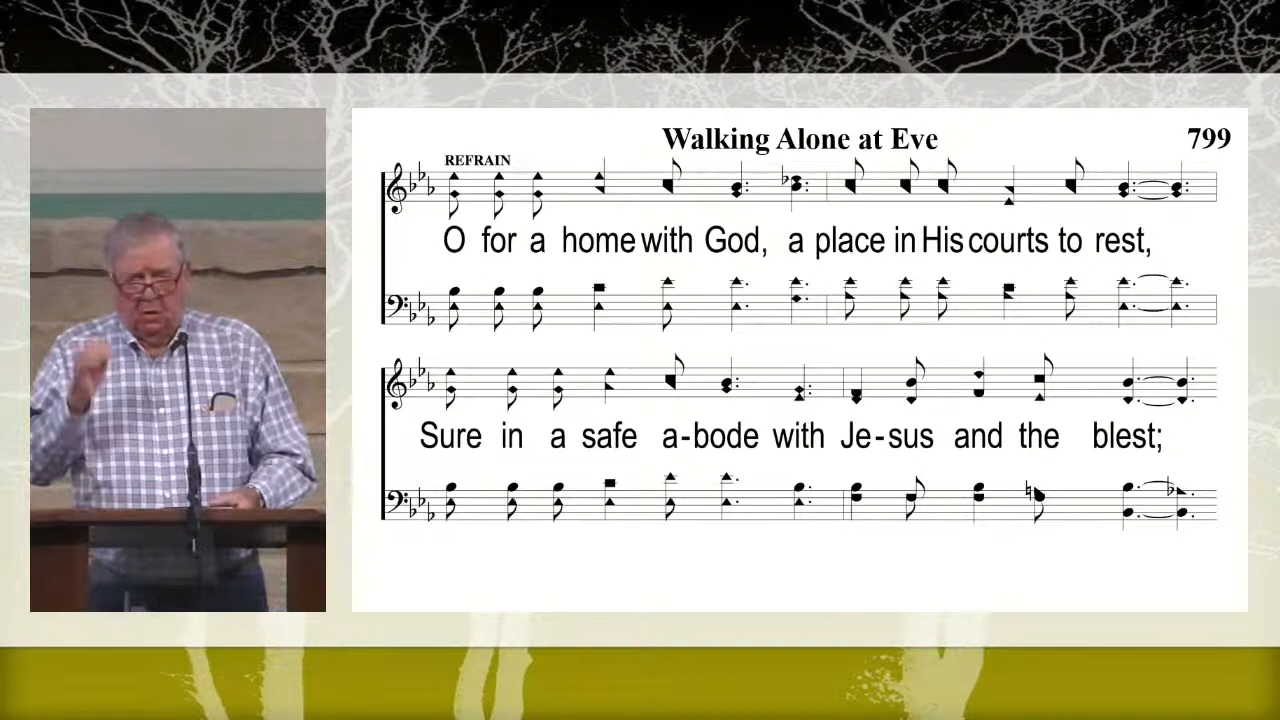 Walking Alone at Eve 799
REFRAIN
O for a home with God, a place in His courts to rest,
Sure in a safe a-bode with Je-sus and the blest;